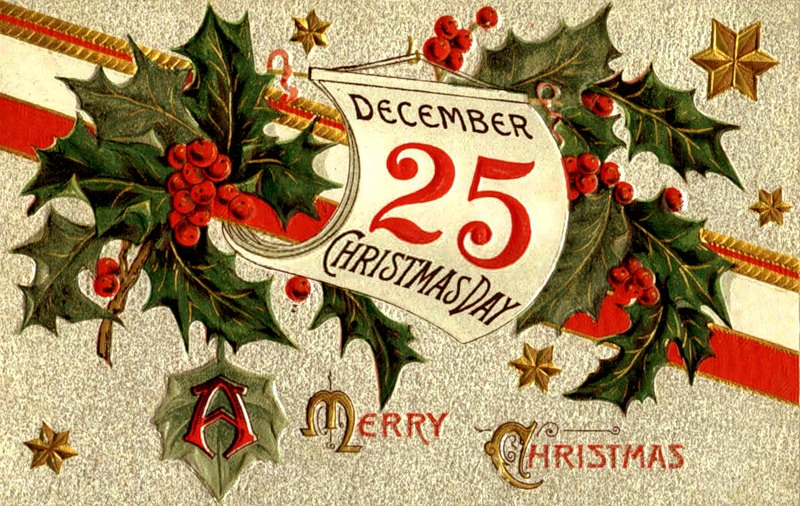 DECEMBER
25
CHRISTMAS DAY
A MERRY CHRISTMAS